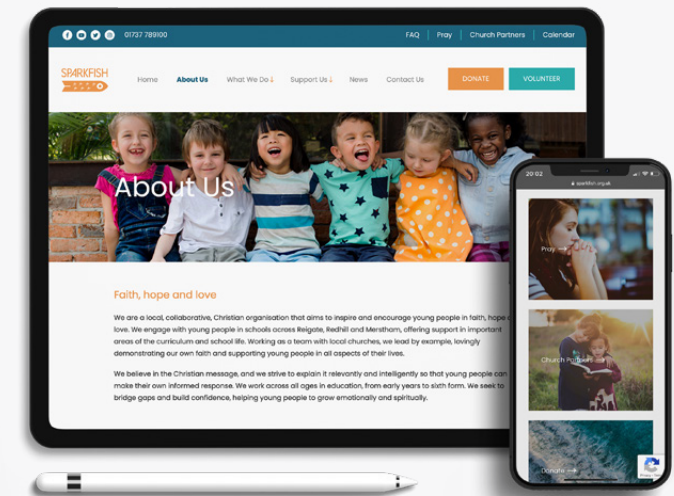 01737 789100 FAQ Pray Church Partners Calendar
SPARKFISH
Home About Us What We Do Support Us News Contact Us DONATE VOLUNTEER
About Us
Faith, hope and love
We are a local, collaborative, Christian organisation that aims to inspire and encourage young people in faith, hope
love. We engage with young people in schools across Reigate, Redhill and Merstham, offering support in important
areas of the curriculum and school life. Working as a team with local churches, we lead by example, lovingly
demonstrating our own faith and supporting young people in all aspects of their lives.
We believe in the Christian message, and we strive to explain it relevantly and intelligently so that young people can
make their own informed response. We work across all ages in education, from early years to sixth form. We seek to
bridge gaps and build confidence, helping young people to grow emotionally and spiritually.
20:02
sparkfish.org.uk
Pray →
Church Partners →
Donate →